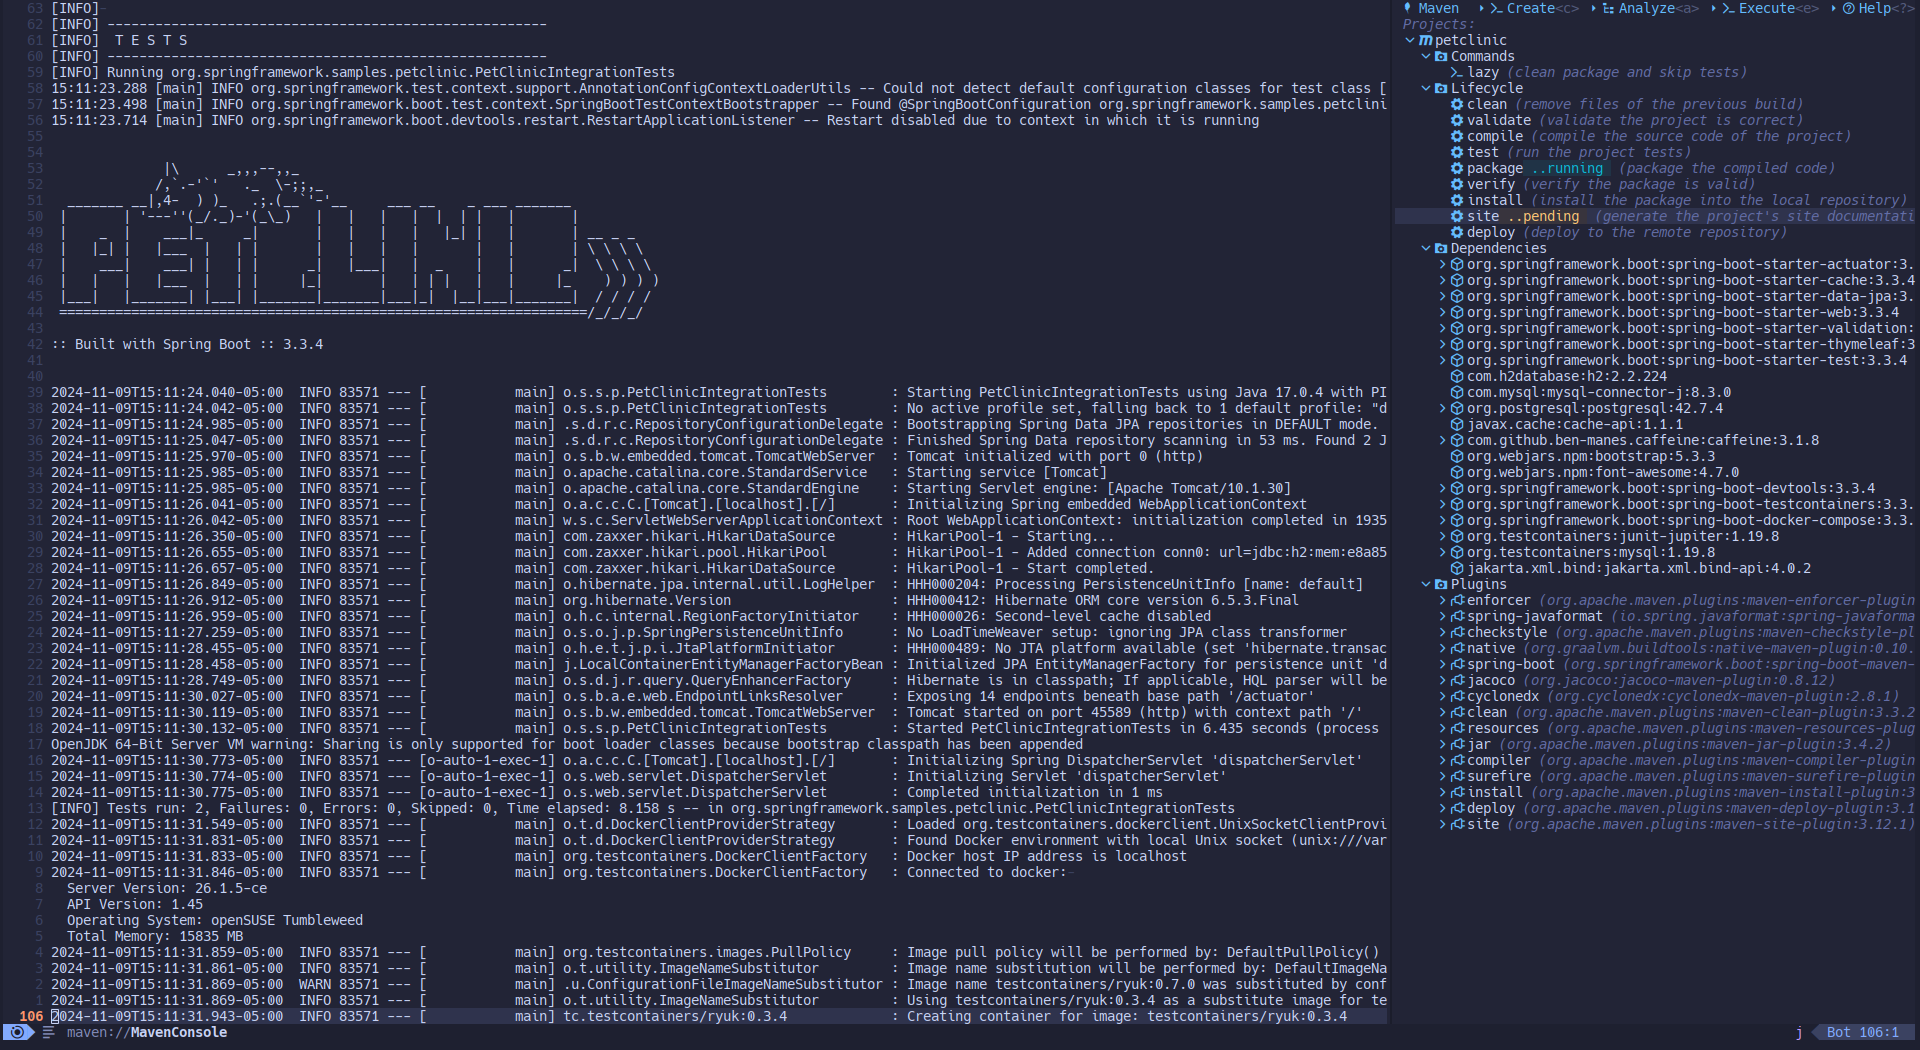 63 [INFO]
62 [INFO] -------------------------------------------------------
61 [INFO]  T E S T S
60 [INFO] -------------------------------------------------------
59 [INFO] Running org.springframework.samples.petclinic.PetClinicIntegrationTests
58 15:11:23.288 [main] INFO org.springframework.test.context.support.AnnotationConfigContextLoaderUtils -- Could not detect default configuration classes for test class [
57 15:11:23.498 [main] INFO org.springframework.boot.test.context.SpringBootTestContextBootstrapper -- Found @SpringBootConfiguration org.springframework.samples.petclini
56 15:11:23.714 [main] INFO org.springframework.boot.devtools.restart.RestartApplicationListener -- Restart disabled due to context in which it is running
55
54
53
52
51
50
49
48
47
46
45
44
43
42 :: Built with Spring Boot :: 3.3.4
41
40
39 2024-11-09T15:11:24.040-05:00  INFO 83571 --- [           main] o.s.s.p.PetClinicIntegrationTests        : Starting PetClinicIntegrationTests using Java 17.0.4 with PI
38 2024-11-09T15:11:24.042-05:00  INFO 83571 --- [           main] o.s.s.p.PetClinicIntegrationTests        : No active profile set, falling back to 1 default profile: "d
37 2024-11-09T15:11:24.985-05:00  INFO 83571 --- [           main] .s.d.r.c.RepositoryConfigurationDelegate : Bootstrapping Spring Data JPA repositories in DEFAULT mode.
36 2024-11-09T15:11:25.047-05:00  INFO 83571 --- [           main] .s.d.r.c.RepositoryConfigurationDelegate : Finished Spring Data repository scanning in 53 ms. Found 2 J
35 2024-11-09T15:11:25.970-05:00  INFO 83571 --- [           main] o.s.b.w.embedded.tomcat.TomcatWebServer  : Tomcat initialized with port 0 (http)
34 2024-11-09T15:11:25.985-05:00  INFO 83571 --- [           main] o.apache.catalina.core.StandardService   : Starting service [Tomcat]
33 2024-11-09T15:11:25.985-05:00  INFO 83571 --- [           main] o.apache.catalina.core.StandardEngine    : Starting Servlet engine: [Apache Tomcat/10.1.30]
32 2024-11-09T15:11:26.041-05:00  INFO 83571 --- [           main] o.a.c.c.C.[Tomcat].[localhost].[/]       : Initializing Spring embedded WebApplicationContext
31 2024-11-09T15:11:26.042-05:00  INFO 83571 --- [           main] w.s.c.ServletWebServerApplicationContext : Root WebApplicationContext: initialization completed in 1935
30 2024-11-09T15:11:26.350-05:00  INFO 83571 --- [           main] com.zaxxer.hikari.HikariDataSource       : HikariPool-1 - Starting...
29 2024-11-09T15:11:26.655-05:00  INFO 83571 --- [           main] com.zaxxer.hikari.pool.HikariPool        : HikariPool-1 - Added connection conn0: url=jdbc:h2:mem:e8a85
28 2024-11-09T15:11:26.657-05:00  INFO 83571 --- [           main] com.zaxxer.hikari.HikariDataSource       : HikariPool-1 - Start completed.
27 2024-11-09T15:11:26.849-05:00  INFO 83571 --- [           main] o.hibernate.jpa.internal.util.LogHelper  : HHH000204: Processing PersistenceUnitInfo [name: default]
26 2024-11-09T15:11:26.912-05:00  INFO 83571 --- [           main] org.hibernate.Version                    : HHH000412: Hibernate ORM core version 6.5.3.Final
25 2024-11-09T15:11:26.959-05:00  INFO 83571 --- [           main] o.h.c.internal.RegionFactoryInitiator    : HHH000026: Second-level cache disabled
24 2024-11-09T15:11:27.259-05:00  INFO 83571 --- [           main] o.s.o.j.p.SpringPersistenceUnitInfo      : No LoadTimeWeaver setup: ignoring JPA class transformer
23 2024-11-09T15:11:28.455-05:00  INFO 83571 --- [           main] o.h.e.t.j.p.i.JtaPlatformInitiator       : HHH000489: No JTA platform available (set 'hibernate.transac
22 2024-11-09T15:11:28.458-05:00  INFO 83571 --- [           main] j.LocalContainerEntityManagerFactoryBean : Initialized JPA EntityManagerFactory for persistence unit 'd
21 2024-11-09T15:11:28.749-05:00  INFO 83571 --- [           main] o.s.d.j.r.query.QueryEnhancerFactory     : Hibernate is in classpath; If applicable, HQL parser will be
20 2024-11-09T15:11:30.027-05:00  INFO 83571 --- [           main] o.s.b.a.e.web.EndpointLinksResolver      : Exposing 14 endpoints beneath base path '/actuator'
19 2024-11-09T15:11:30.119-05:00  INFO 83571 --- [           main] o.s.b.w.embedded.tomcat.TomcatWebServer  : Tomcat started on port 45589 (http) with context path '/'
18 2024-11-09T15:11:30.132-05:00  INFO 83571 --- [           main] o.s.s.p.PetClinicIntegrationTests        : Started PetClinicIntegrationTests in 6.435 seconds (process
17 OpenJDK 64-Bit Server VM warning: Sharing is only supported for boot loader classes because bootstrap classpath has been appended
16 2024-11-09T15:11:30.773-05:00  INFO 83571 --- [o-auto-1-exec-1] o.a.c.c.C.[Tomcat].[localhost].[/]       : Initializing Spring DispatcherServlet 'dispatcherServlet'
15 2024-11-09T15:11:30.774-05:00  INFO 83571 --- [o-auto-1-exec-1] o.s.web.servlet.DispatcherServlet        : Initializing Servlet 'dispatcherServlet'
14 2024-11-09T15:11:30.775-05:00  INFO 83571 --- [o-auto-1-exec-1] o.s.web.servlet.DispatcherServlet        : Completed initialization in 1 ms
13 [INFO] Tests run: 2, Failures: 0, Errors: 0, Skipped: 0, Time elapsed: 8.158 s -- in org.springframework.samples.petclinic.PetClinicIntegrationTests
12 2024-11-09T15:11:31.549-05:00  INFO 83571 --- [           main] o.t.d.DockerClientProviderStrategy       : Loaded org.testcontainers.dockerclient.UnixSocketClientProvi
11 2024-11-09T15:11:31.831-05:00  INFO 83571 --- [           main] o.t.d.DockerClientProviderStrategy       : Found Docker environment with local Unix socket (unix:///var
10 2024-11-09T15:11:31.833-05:00  INFO 83571 --- [           main] org.testcontainers.DockerClientFactory   : Docker host IP address is localhost
9 2024-11-09T15:11:31.846-05:00  INFO 83571 --- [           main] org.testcontainers.DockerClientFactory   : Connected to docker:
8   Server Version: 26.1.5-ce
7   API Version: 1.45
6   Operating System: openSUSE Tumbleweed
5   Total Memory: 15835 MB
4 2024-11-09T15:11:31.859-05:00  INFO 83571 --- [           main] org.testcontainers.images.PullPolicy     : Image pull policy will be performed by: DefaultPullPolicy()
3 2024-11-09T15:11:31.861-05:00  INFO 83571 --- [           main] o.t.utility.ImageNameSubstitutor         : Image name substitution will be performed by: DefaultImageNa
2 2024-11-09T15:11:31.869-05:00  WARN 83571 --- [           main] .u.ConfigurationFileImageNameSubstitutor : Image name testcontainers/ryuk:0.7.0 was substituted by conf
1 2024-11-09T15:11:31.869-05:00  INFO 83571 --- [           main] o.t.utility.ImageNameSubstitutor         : Using testcontainers/ryuk:0.3.4 as a substitute image for te
106 2024-11-09T15:11:31.943-05:00  INFO 83571 --- [           main] tc.testcontainers/ryuk:0.3.4             : Creating container for image: testcontainers/ryuk:0.3.4
maven://MavenConsole
j
Bot 106:1
Maven Create<c> Analyze<a> Execute<e> Help<?>
Projects:
petclinic
Commands
lazy (clean package and skip tests)
Lifecycle
clean (remove files of the previous build)
validate (validate the project is correct)
compile (compile the source code of the project)
test (run the project tests)
package ..running (package the compiled code)
verify (verify the package is valid)
install (install the package into the local repository)
site ..pending (generate the project's site documentati
deploy (deploy to the remote repository)
Dependencies
org.springframework.boot:spring-boot-starter-actuator:3.
org.springframework.boot:spring-boot-starter-cache:3.3.4
org.springframework.boot:spring-boot-starter-data-jpa:3.
org.springframework.boot:spring-boot-starter-web:3.3.4
org.springframework.boot:spring-boot-starter-validation:
org.springframework.boot:spring-boot-starter-thymeleaf:3
org.springframework.boot:spring-boot-starter-test:3.3.4
com.h2database:h2:2.2.224
com.mysql:mysql-connector-j:8.3.0
org.postgresql:postgresql:42.7.4
javax.cache:cache-api:1.1.1
com.github.ben-manes.caffeine:caffeine:3.1.8
org.webjars.npm:bootstrap:5.3.3
org.webjars.npm:font-awesome:4.7.0
org.springframework.boot:spring-boot-devtools:3.3.4
org.springframework.boot:spring-boot-testcontainers:3.3.
org.springframework.boot:spring-boot-docker-compose:3.3.
org.testcontainers:junit-jupiter:1.19.8
org.testcontainers:mysql:1.19.8
jakarta.xml.bind:jakarta.xml.bind-api:4.0.2
Plugins
enforcer (org.apache.maven.plugins:maven-enforcer-plugin
spring-javaformat (io.spring.javaformat:spring-javaforma
checkstyle (org.apache.maven.plugins:maven-checkstyle-pl
native (org.graalvm.buildtools:native-maven-plugin:0.10.
spring-boot (org.springframework.boot:spring-boot-maven-
jacoco (org.jacoco:jacoco-maven-plugin:0.8.12)
cyclonedx (org.cyclonedx:cyclonedx-maven-plugin:2.8.1)
clean (org.apache.maven.plugins:maven-clean-plugin:3.3.2
resources (org.apache.maven.plugins:maven-resources-plug
jar (org.apache.maven.plugins:maven-jar-plugin:3.4.2)
compiler (org.apache.maven.plugins:maven-compiler-plugin
surefire (org.apache.maven.plugins:maven-surefire-plugin
install (org.apache.maven.plugins:maven-install-plugin:3
deploy (org.apache.maven.plugins:maven-deploy-plugin:3.1
site (org.apache.maven.plugins:maven-site-plugin:3.12.1)